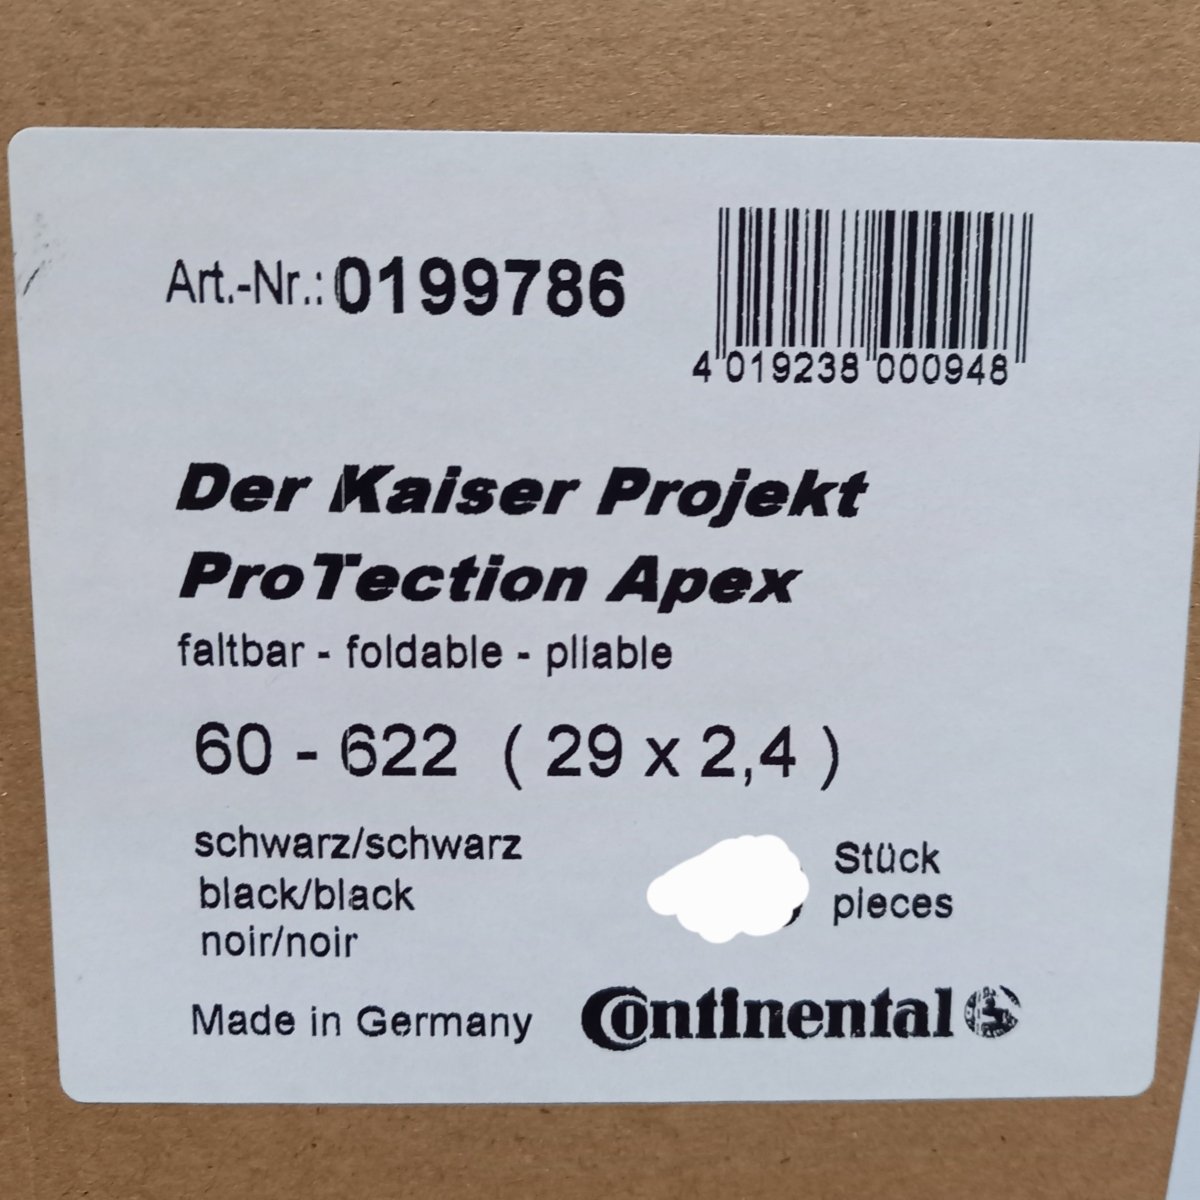 Art.-Nr.: 0199786
4 019238 000948
Der Kaiser Projekt
ProTection Apex
faltbar - foldable - pliable
60 - 622 ( 29 x 2,4 )
schwarz/schwarz
black/black
noir/noir
Stück
pieces
Made in Germany
Continental